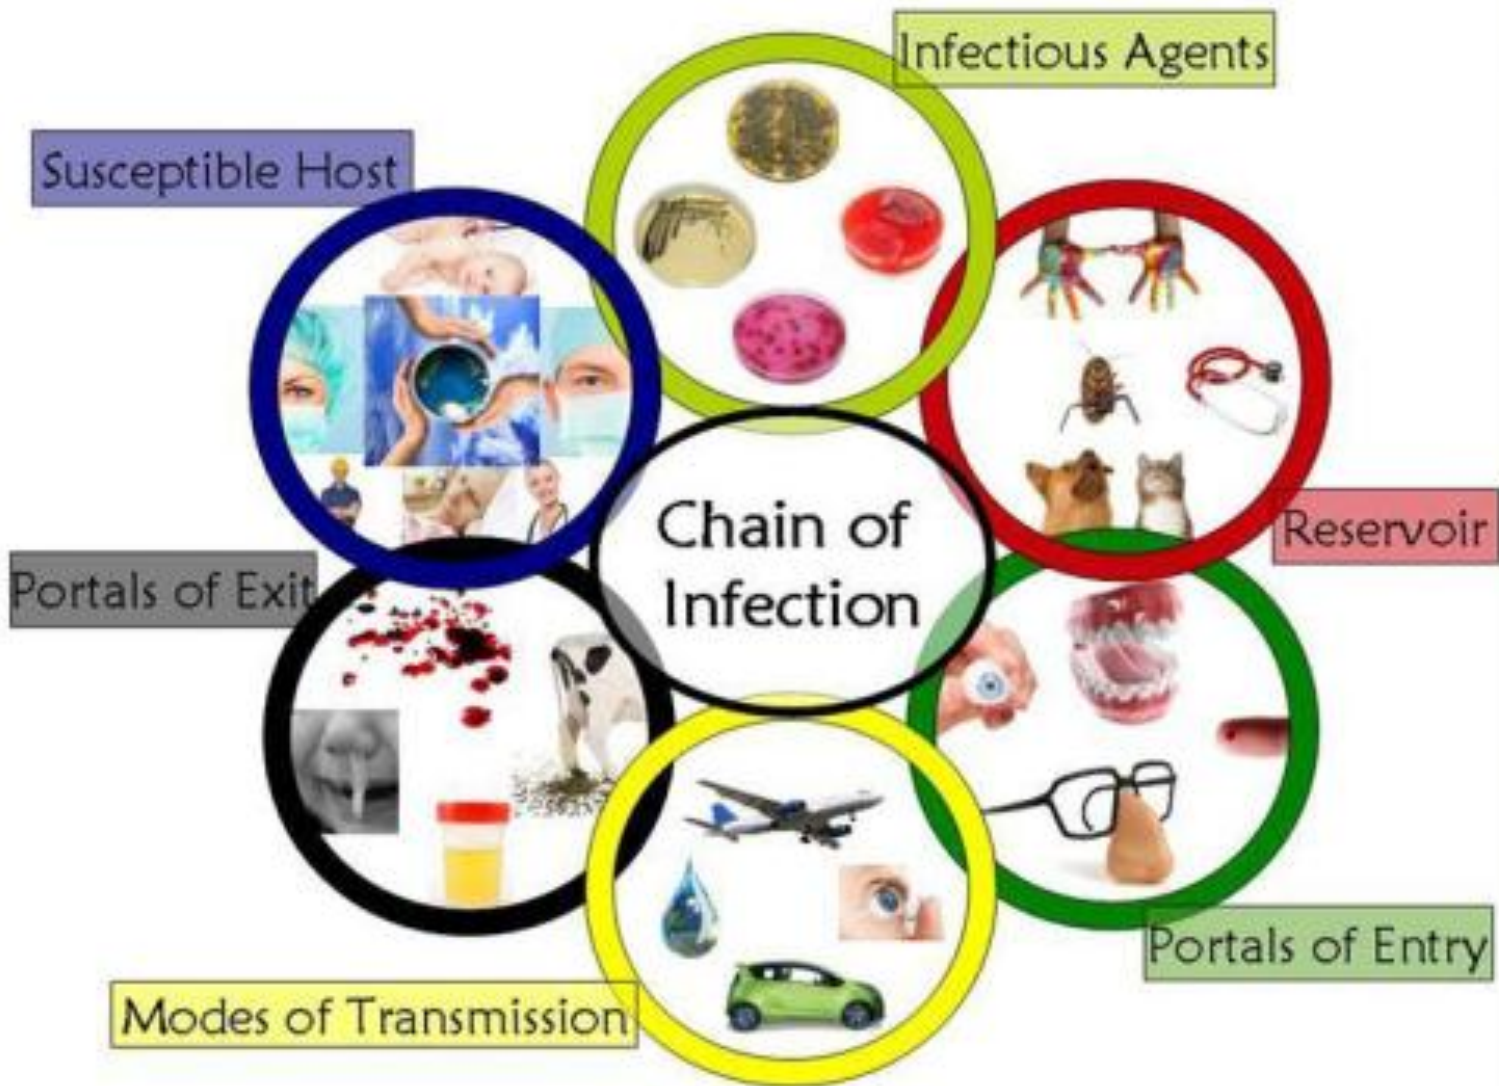 Infectious Agents
Susceptible Host
Chain of
Infection
Reservoir
Portals of Exit
Portals of Entry
Modes of Transmission